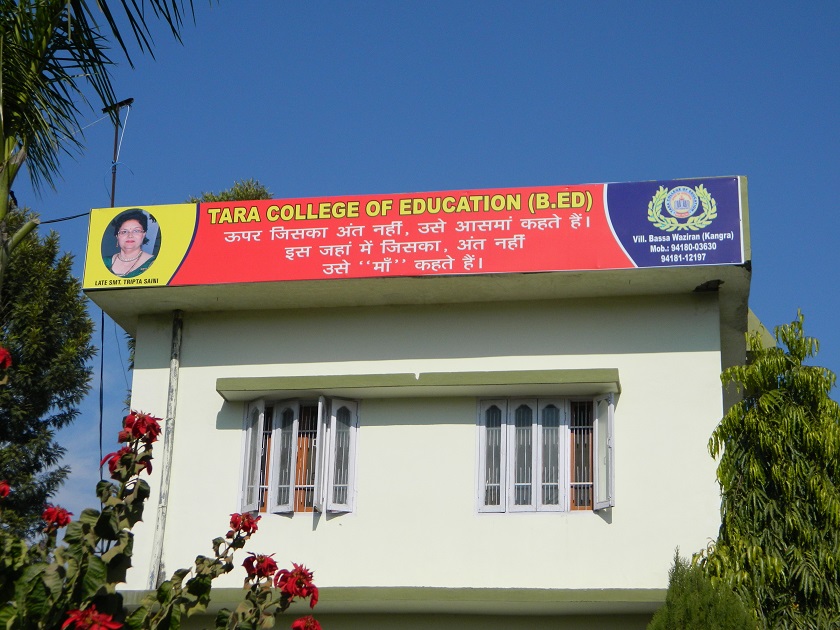 TARA COLLEGE OF EDUCATION (B.ED)
ऊपर जिसका अंत नहीं, उसे आसमां कहते हैं।
इस जहां में जिसका, अंत नहीं
उसे ‘‘माँ’’ कहते हैं।
LATE SMT. TRIPTA SAINI
Vill. Bassa Waziran (Kangra)
Mob.: 94180-03630
94181-12197